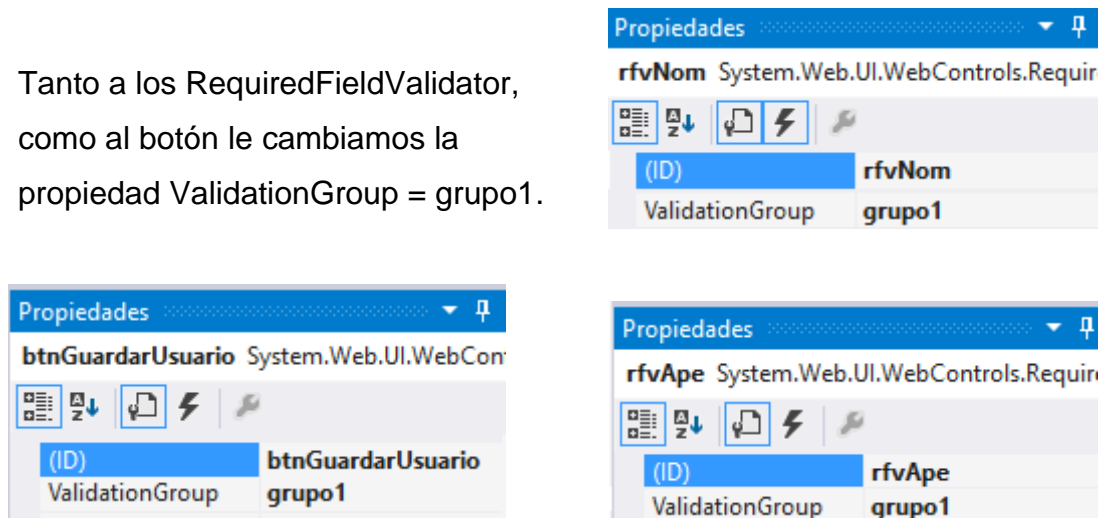 Tanto a los RequiredFieldValidator,
como al botón le cambiamos la
propiedad ValidationGroup = grupo1.
Propiedades
rfvNom System.Web.UI.WebControls.Requir
(ID) rfvNom
ValidationGroup grupo1
Propiedades
btnGuardarUsuario System.Web.UI.WebCon
(ID) btnGuardarUsuario
ValidationGroup grupo1
Propiedades
rfvApe System.Web.UI.WebControls.Require
(ID) rfvApe
ValidationGroup grupo1